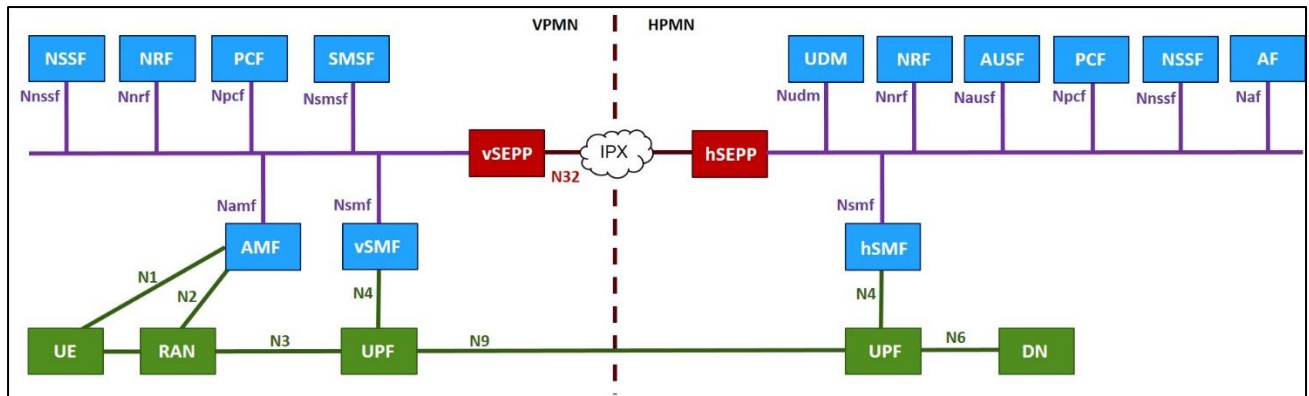 VPMN HPMN
NSSF NRF PCF SMSF UDM NRF AUSF PCF NSSF AF
Nnssf Nnrf Npcf Nsmsf Nudm Nnrf Nausf Npcf Nnssf Naf
vSEPP IPX hSEPP
N32
Namf Nsmf Nsmf
AMF vSMF hSMF
N1
N2 N4 N4
N3 N9 N6
UE RAN UPF UPF DN